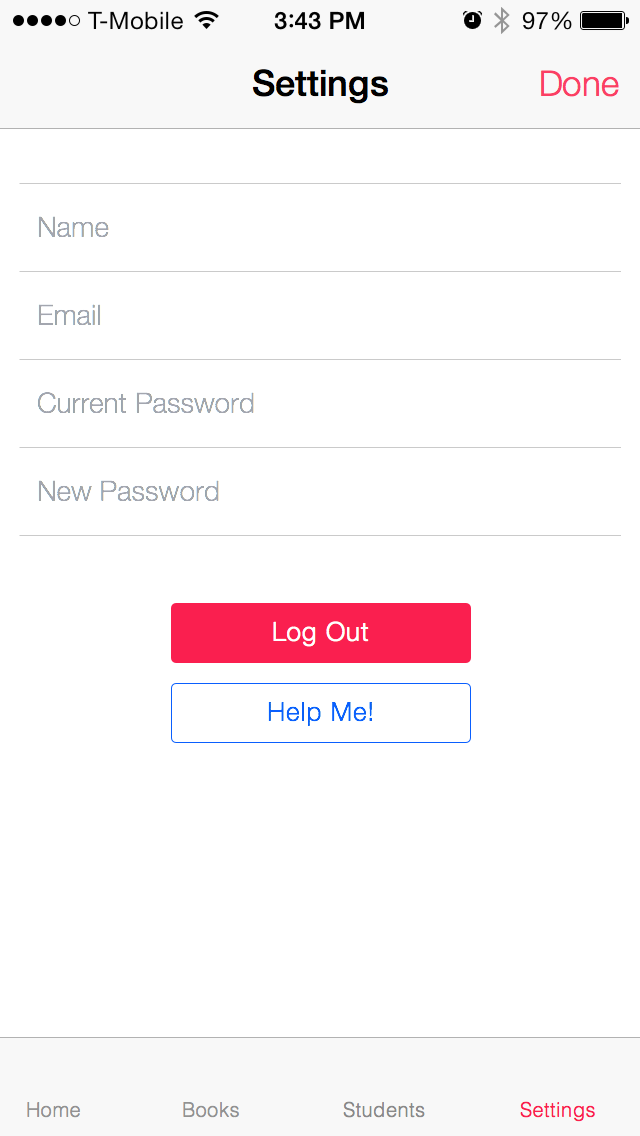 T-Mobile 3:43 PM 97%
Settings Done
Name
Email
Current Password
New Password
Log Out
Help Me!
Home Books Students Settings